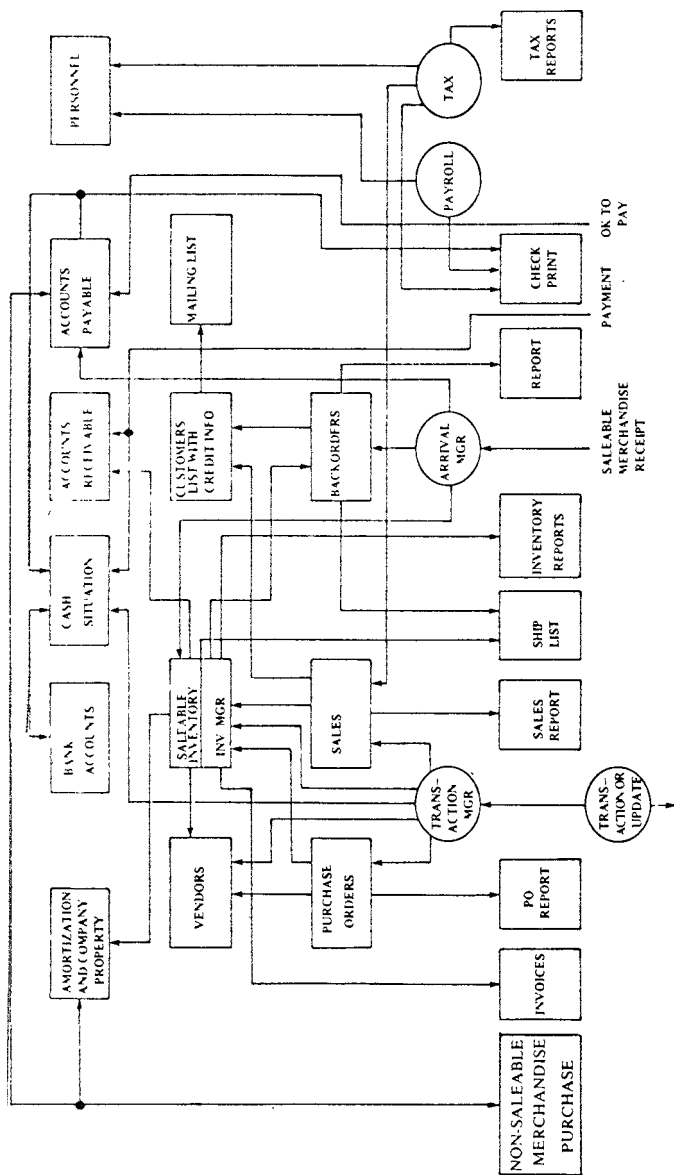 AMORTIZATION
AND COMPANY
PROPERTY
BANK
ACCOUNTS
CASH
SITUATION
ACCOUNTS
RECEIVABLE
ACCOUNTS
PAYABLE
PERSONNEL
VENDORS
SALEABLE
INVENTORY
INV MGR
CUSTOMERS
LIST WITH
CREDIT INFO
MAILING LIST
PURCHASE
ORDERS
SALES
BACKORDERS
TRANS-
ACTION
MGR
ARRIVAL
MGR
PAYROLL
TAX
NON-SALEABLE
MERCHANDISE
PURCHASE
INVOICES
PO
REPORT
SALES
REPORT
SHIP
LIST
INVENTORY
REPORTS
REPORT
CHECK
PRINT
TAX
REPORTS
TRANS-
ACTION OR
UPDATE
SALEABLE
MERCHANDISE
RECEIPT
PAYMENT
OK TO
PAY